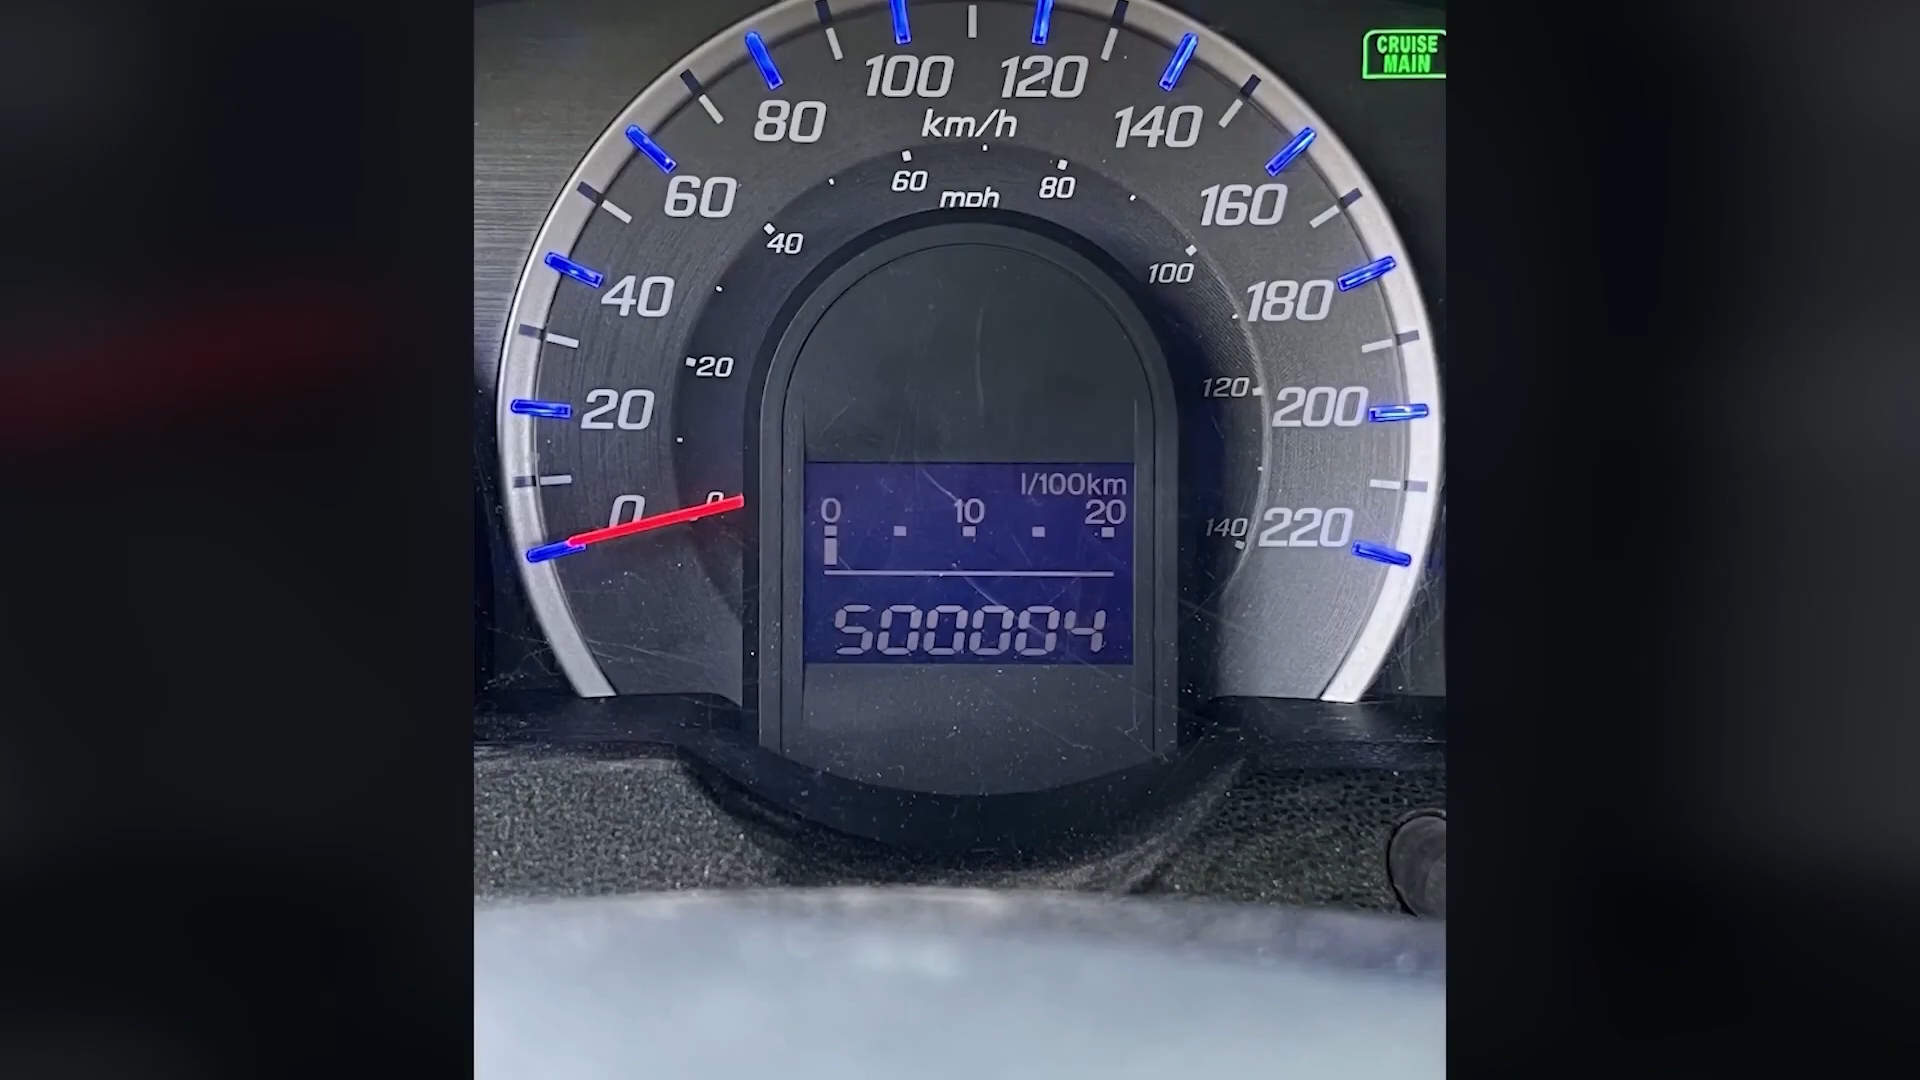 CRUISE
MAIN
100 120
80 km/h 140
60 60 mph 80 160
40 100
40 180
20 120
20 200
0 0 140 220
l/100km
0 10 20
500004